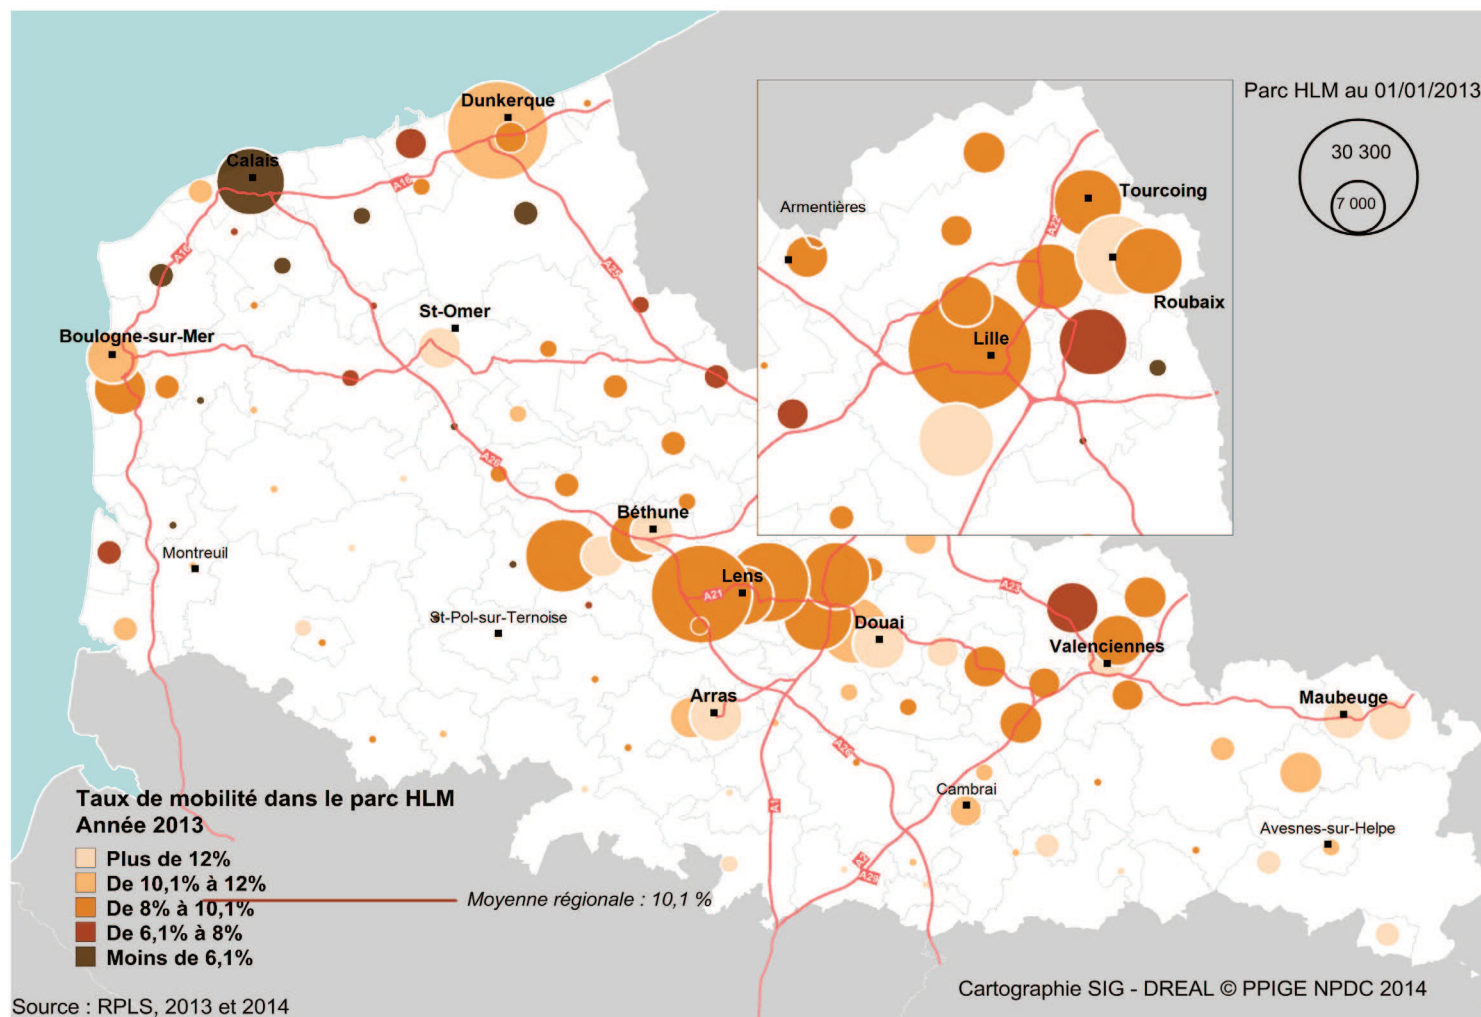 Parc HLM au 01/01/2013
30 300
7 000
Dunkerque
Calais
A16
A16
A25
St-Omer
Boulogne-sur-Mer
A26
Armentières
Tourcoing
A22
Roubaix
Lille
Béthune
Montreuil
Lens
A21
A23
St-Pol-sur-Ternoise
Douai
Valenciennes
Arras
Maubeuge
A26
A1
Cambrai
Avesnes-sur-Helpe
A29
Taux de mobilité dans le parc HLM
Année 2013
Plus de 12%
De 10,1% à 12%
De 8% à 10,1%
Moyenne régionale : 10,1 %
De 6,1% à 8%
Moins de 6,1%
Cartographie SIG - DREAL © PPIGE NPDC 2014
Source : RPLS, 2013 et 2014